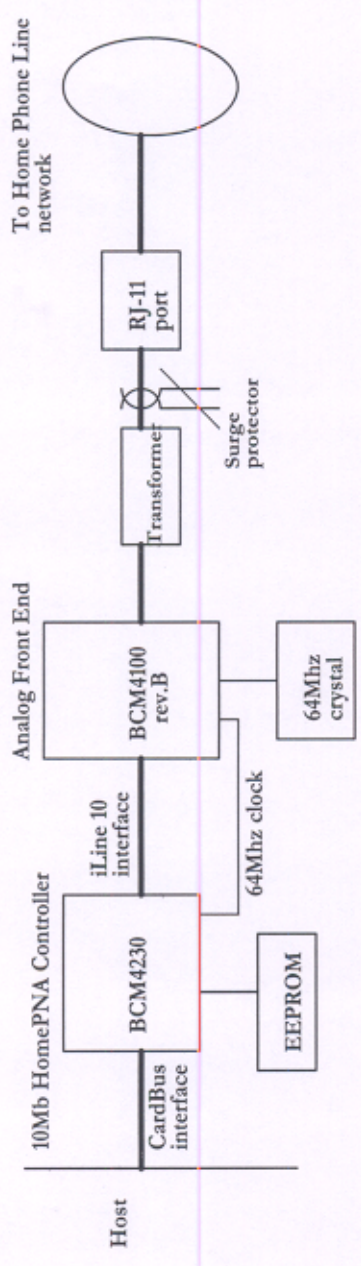 Host
CardBus
interface
10Mb HomePNA Controller
BCM4230
EEPROM
iLine 10
interface
64Mhz clock
Analog Front End
BCM4100
rev.B
64Mhz
crystal
Transformer
Surge
protector
RJ-11
port
To Home Phone Line
network